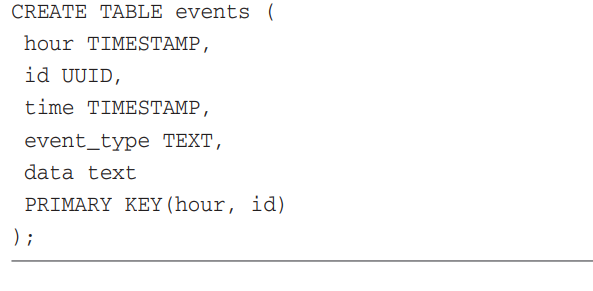 CREATE TABLE events (
hour TIMESTAMP,
id UUID,
time TIMESTAMP,
event_type TEXT,
data text
PRIMARY KEY(hour, id)
);